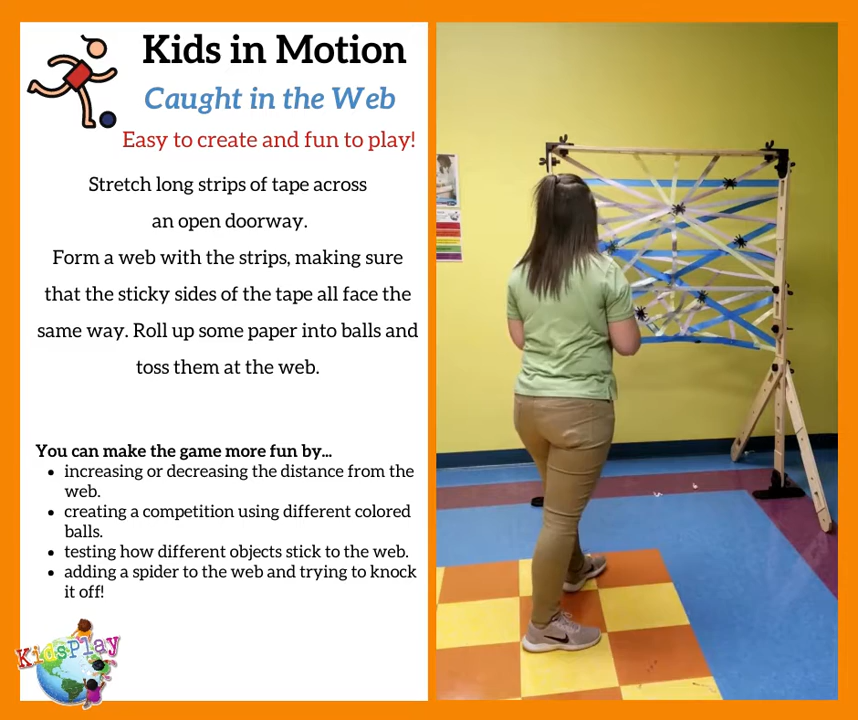 Kids in Motion
Caught in the Web
Easy to create and fun to play!
Stretch long strips of tape across
an open doorway.
Form a web with the strips, making sure
that the sticky sides of the tape all face the
same way. Roll up some paper into balls and
toss them at the web.
You can make the game more fun by...
• increasing or decreasing the distance from the
web.
• creating a competition using different colored
balls.
• testing how different objects stick to the web.
• adding a spider to the web and trying to knock
it off!
KidsPlay